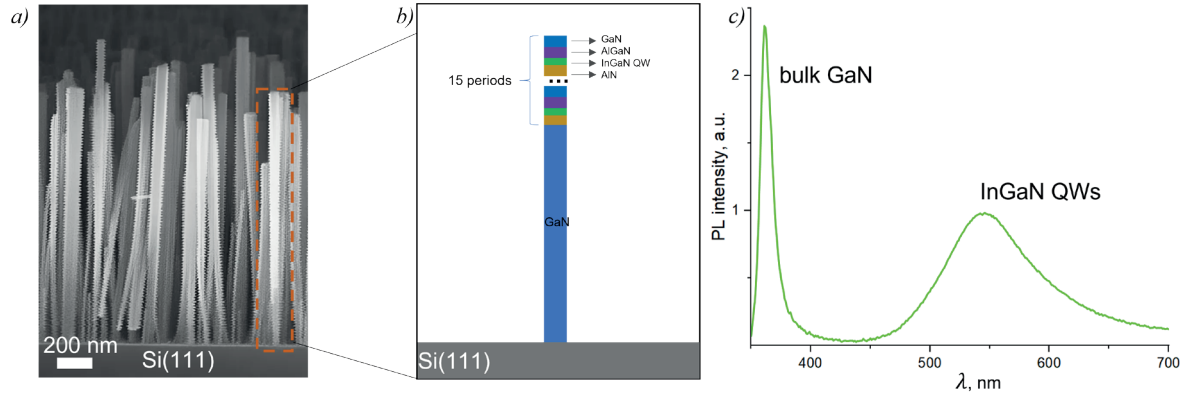 a)
200 nm
Si(111)
b)
GaN
AlGaN
InGaN QW
AlN
15 periods
GaN
Si(111)
c)
PL intensity, a.u.
2
1
bulk GaN
InGaN QWs
400
500
600
700
λ, nm